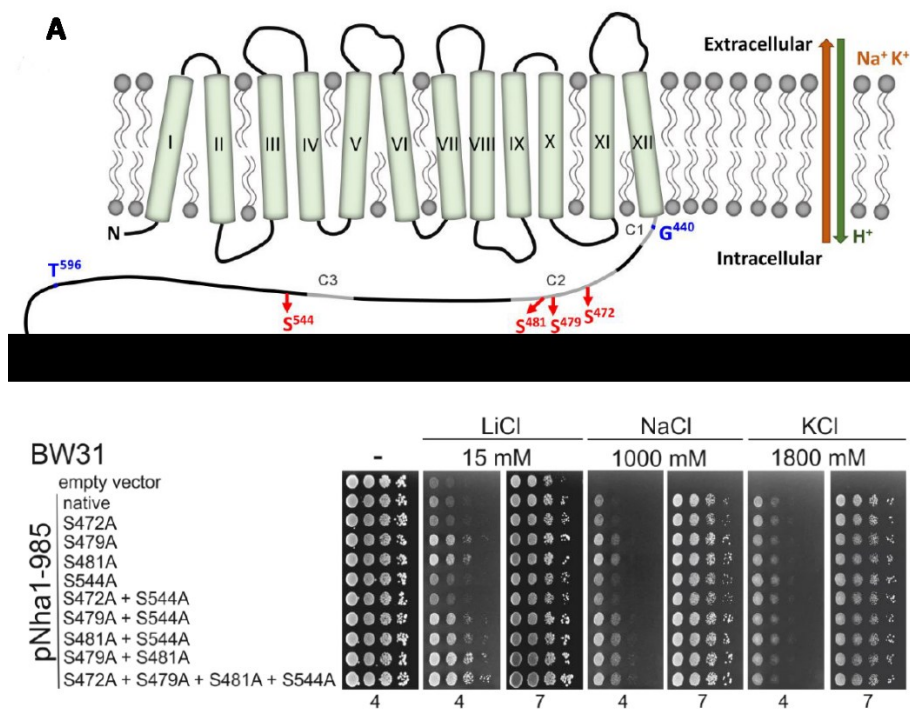 A
Extracellular
Na⁺ K⁺
I II III IV V VI VII VIII IX X XI XII
N
C1
G⁴⁴⁰
H⁺
Intracellular
T⁵⁹⁶
C3
C2
S⁵⁴⁴
S⁴⁸¹
S⁴⁷⁹
S⁴⁷²
LiCl NaCl KCl
BW31 - 15 mM 1000 mM 1800 mM
empty vector
pNha1-985
native
S472A
S479A
S481A
S544A
S472A + S544A
S479A + S544A
S481A + S544A
S479A + S481A
S472A + S479A + S481A + S544A
4 4 7 4 7 4 7